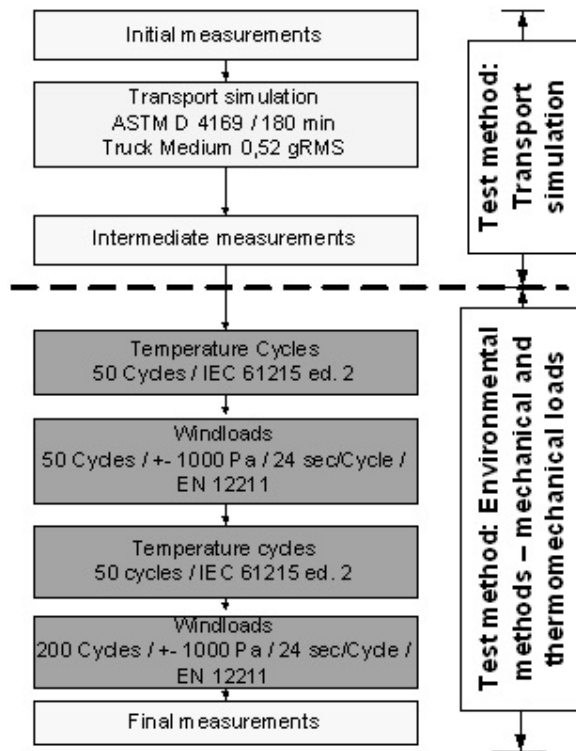 Initial measurements
Transport simulation
ASTM D 4169 / 180 min
Truck Medium 0,52 gRMS
Intermediate measurements
Temperature Cycles
50 Cycles / IEC 61215 ed. 2
Windloads
50 Cycles / +- 1000 Pa / 24 sec/Cycle /
EN 12211
Temperature cycles
50 cycles / IEC 61215 ed. 2
Windloads
200 Cycles / +- 1000 Pa / 24 sec/Cycle /
EN 12211
Final measurements
Test method:
Transport
simulation
Test method: Environmental
methods – mechanical and
thermomechanical loads